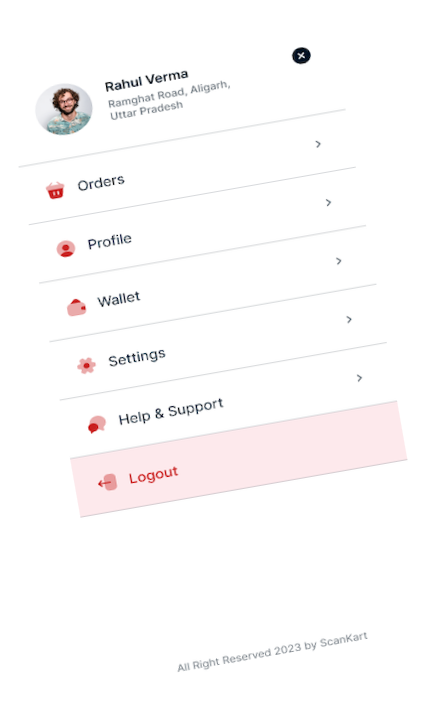 Rahul Verma
Ramghat Road, Aligarh,
Uttar Pradesh
Orders
Profile
Wallet
Settings
Help & Support
Logout
All Right Reserved 2023 by ScanKart